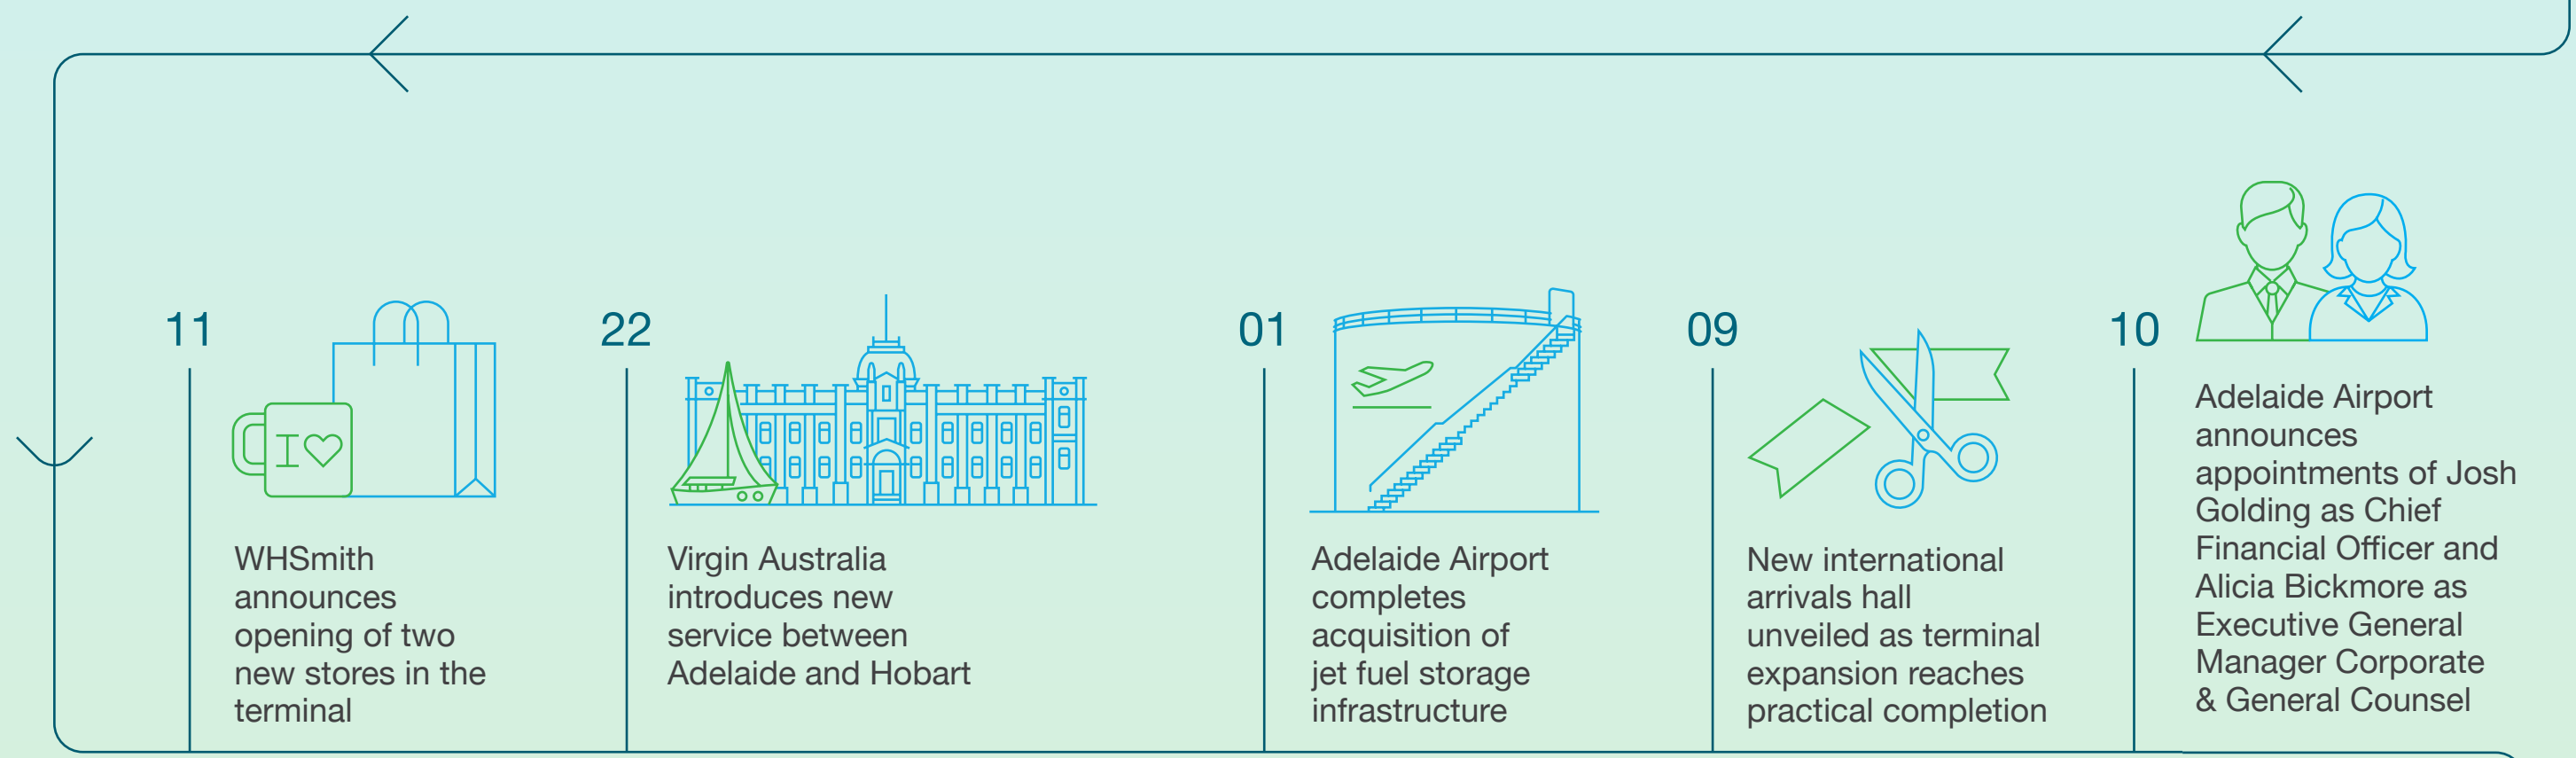 11
WHSmith
announces
opening of two
new stores in the
terminal
22
Virgin Australia
introduces new
service between
Adelaide and Hobart
01
Adelaide Airport
completes
acquisition of
jet fuel storage
infrastructure
09
New international
arrivals hall
unveiled as terminal
expansion reaches
practical completion
10
Adelaide Airport
announces
appointments of Josh
Golding as Chief
Financial Officer and
Alicia Bickmore as
Executive General
Manager Corporate
& General Counsel
I